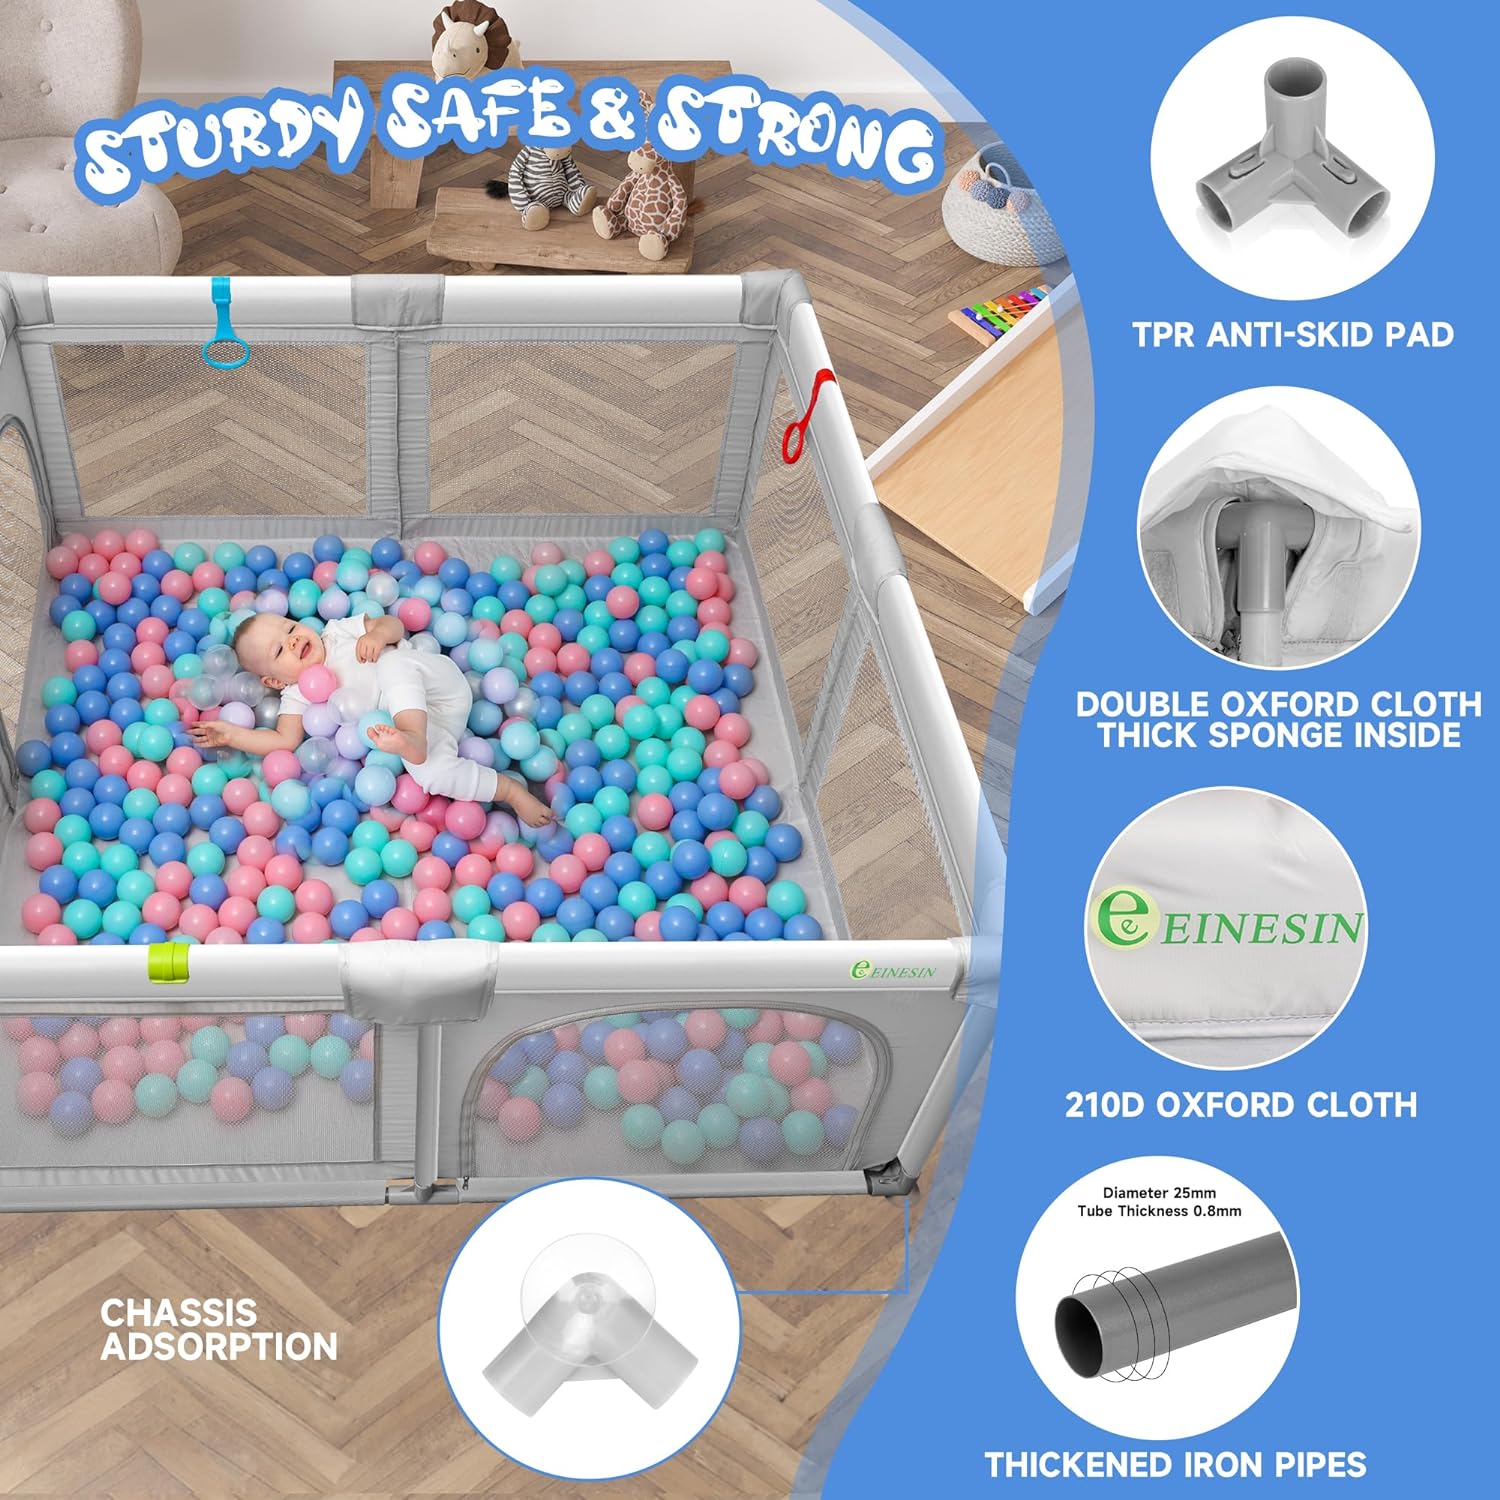 STURDY SAFE & STRONG
TPR ANTI-SKID PAD
DOUBLE OXFORD CLOTH
THICK SPONGE INSIDE
e EINESIN
210D OXFORD CLOTH
e EINESIN
Diameter 25mm
Tube Thickness 0.8mm
THICKENED IRON PIPES
CHASSIS
ADSORPTION